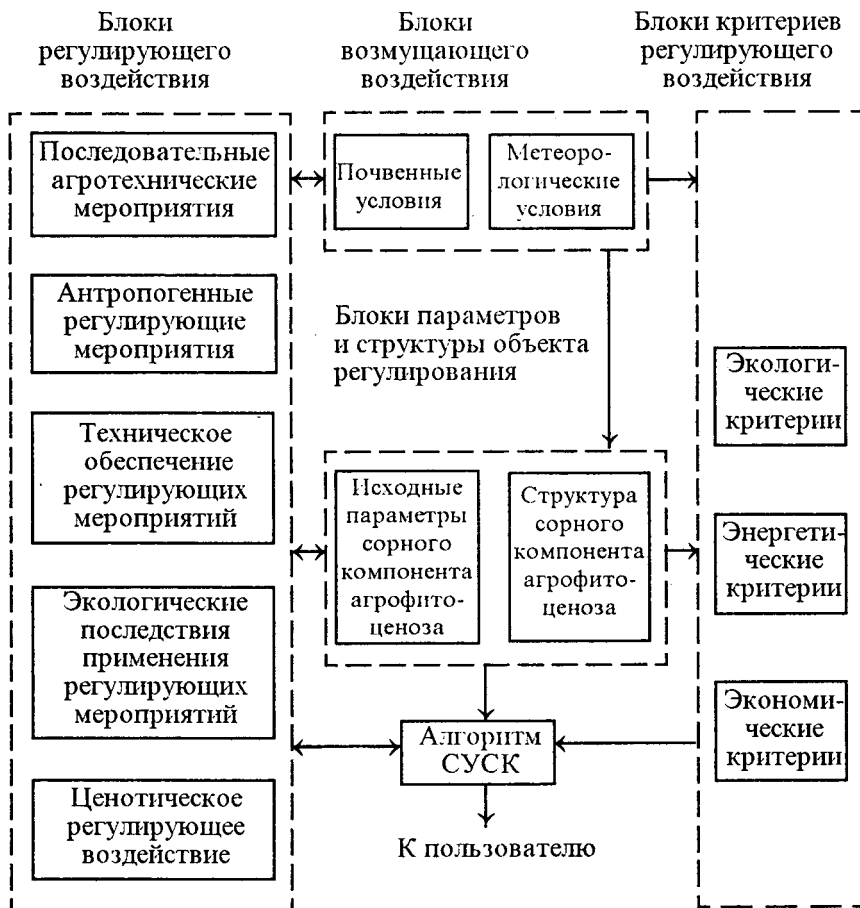 Блоки
регулирующего
воздействия
Блоки
возмущающего
воздействия
Блоки критериев
регулирующего
воздействия
Последовательные
агротехнические
мероприятия
Антропогенные
регулирующие
мероприятия
Техническое
обеспечение
регулирующих
мероприятий
Экологические
последствия
применения
регулирующих
мероприятий
Ценотическое
регулирующее
воздействие
Почвенные
условия
Метеоро-
логические
условия
Блоки параметров
и структуры объекта
регулирования
Исходные
параметры
сорного
компонента
агрофито-
ценоза
Структура
сорного
компонента
агрофито-
ценоза
Алгоритм
СУСК
К пользователю
Экологи-
ческие
критерии
Энергети-
ческие
критерии
Экономи-
ческие
критерии